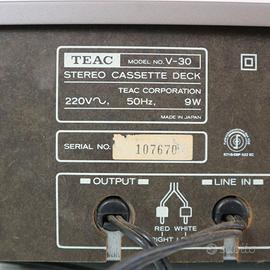 TEAC MODEL NO. V-30
STEREO CASSETTE DECK
TEAC CORPORATION
220V~, 50Hz, 9W
MADE IN JAPAN
SERIAL NO. 107670
OUTPUT LINE IN
RED WHITE
RIGHT